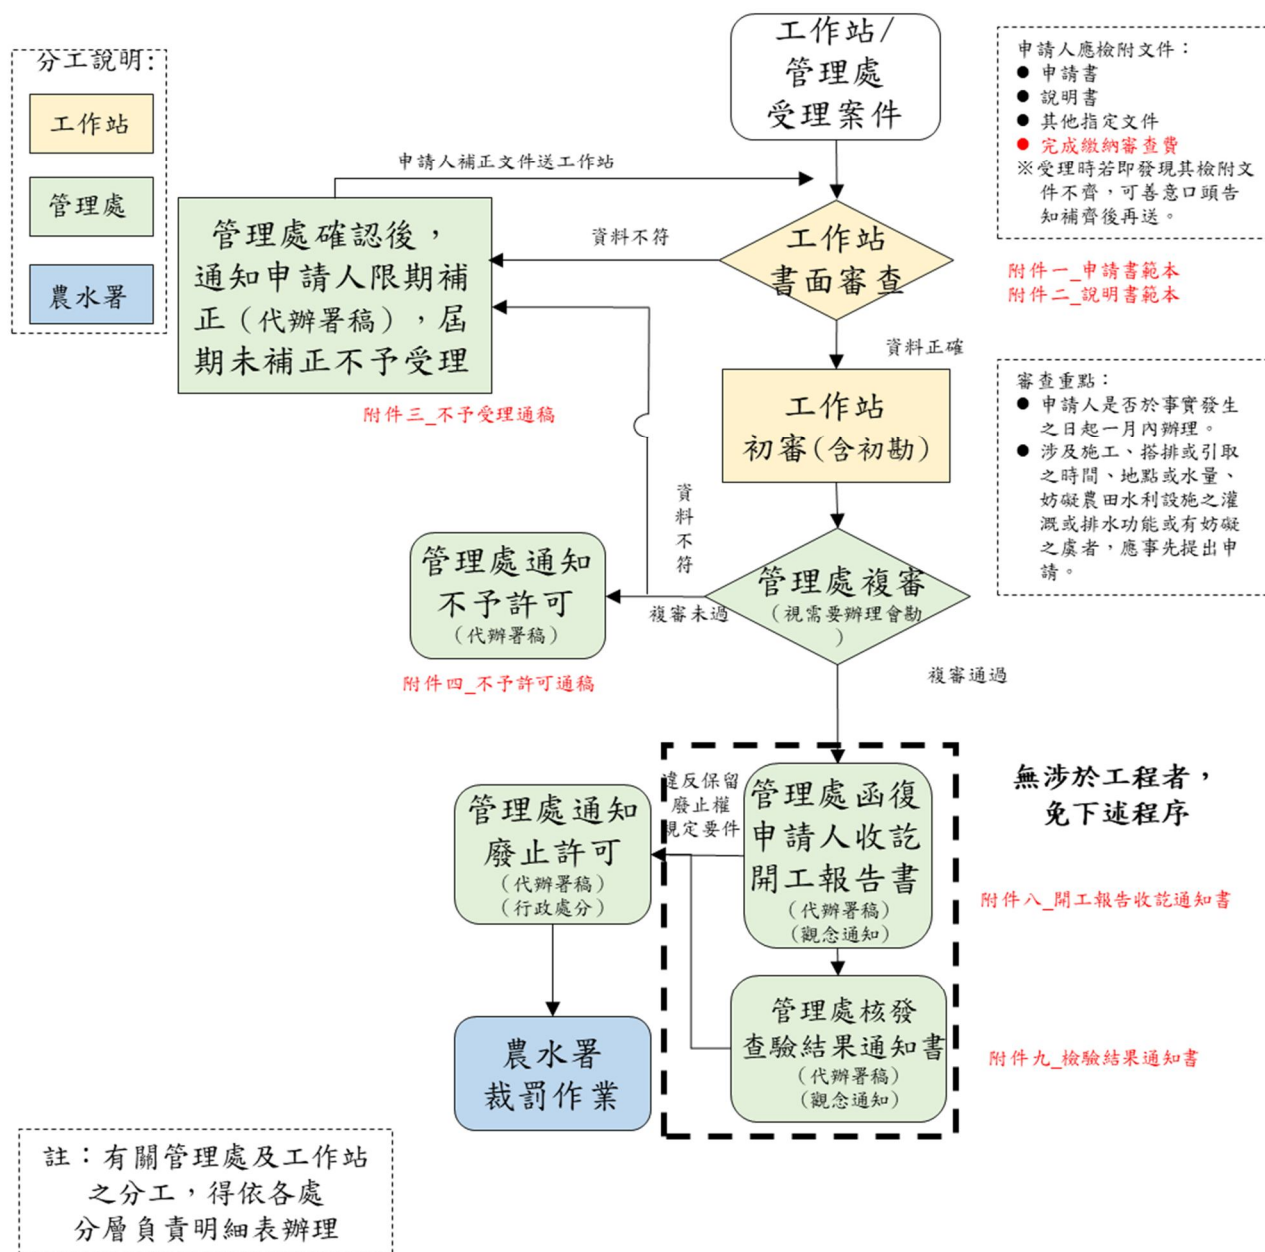 分工說明:
工作站
管理處
農水署
工作站/
管理處
受理案件
申請人應檢附文件：
● 申請書
● 說明書
● 其他指定文件
● 完成繳納審查費
※受理時若即發現其檢附文
件不齊，可善意口頭告
知補齊後再送。
附件一_申請書範本
附件二_說明書範本
申請人補正文件送工作站
管理處確認後，
通知申請人限期補
正（代辦署稿），屆
期未補正不予受理
附件三_不予受理通稿
資料不符
工作站
書面審查
資料正確
工作站
初審(含初勘)
審查重點：
● 申請人是否於事實發生
之日起一月內辦理。
● 涉及施工、搭排或引取
之時間、地點或水量、
妨礙農田水利設施之灌
溉或排水功能或有妨礙
之虞者，應事先提出申
請。
資
料
不
符
管理處通知
不予許可
（代辦署稿）
附件四_不予許可通稿
複審未過
管理處複審
（視需要辦理會勘
）
複審通過
無涉於工程者，
免下述程序
違反保留
廢止權
規定要件
管理處函復
申請人收訖
開工報告書
（代辦署稿）
（觀念通知）
附件八_開工報告收訖通知書
管理處通知
廢止許可
（代辦署稿）
（行政處分）
農水署
裁罰作業
管理處核發
查驗結果通知書
（代辦署稿）
（觀念通知）
附件九_檢驗結果通知書
註：有關管理處及工作站
之分工，得依各處
分層負責明細表辦理